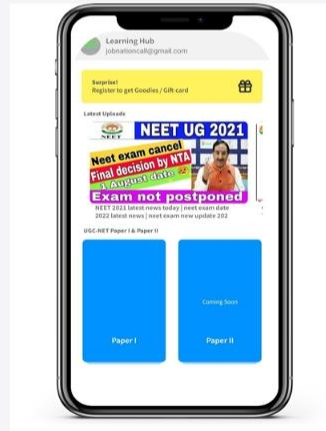 Learning Hub
jobnationcall@gmail.com
Surprise!
Register to get Goodies / Gift-card
Latest Uploads
NEET
NEET UG 2021
Neet exam cancel
Final decision by NTA
1 August date
Exam not postponed
NEET 2021 latest news today | neet exam date
2022 latest news | neet exam new update 202
UGC-NET Paper I & Paper II
Coming Soon
Paper I
Paper II